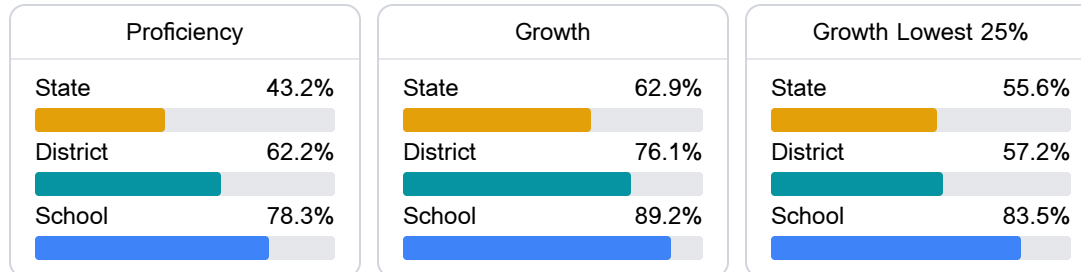 Proficiency
State 43.2%
District 62.2%
School 78.3%
Growth
State 62.9%
District 76.1%
School 89.2%
Growth Lowest 25%
State 55.6%
District 57.2%
School 83.5%